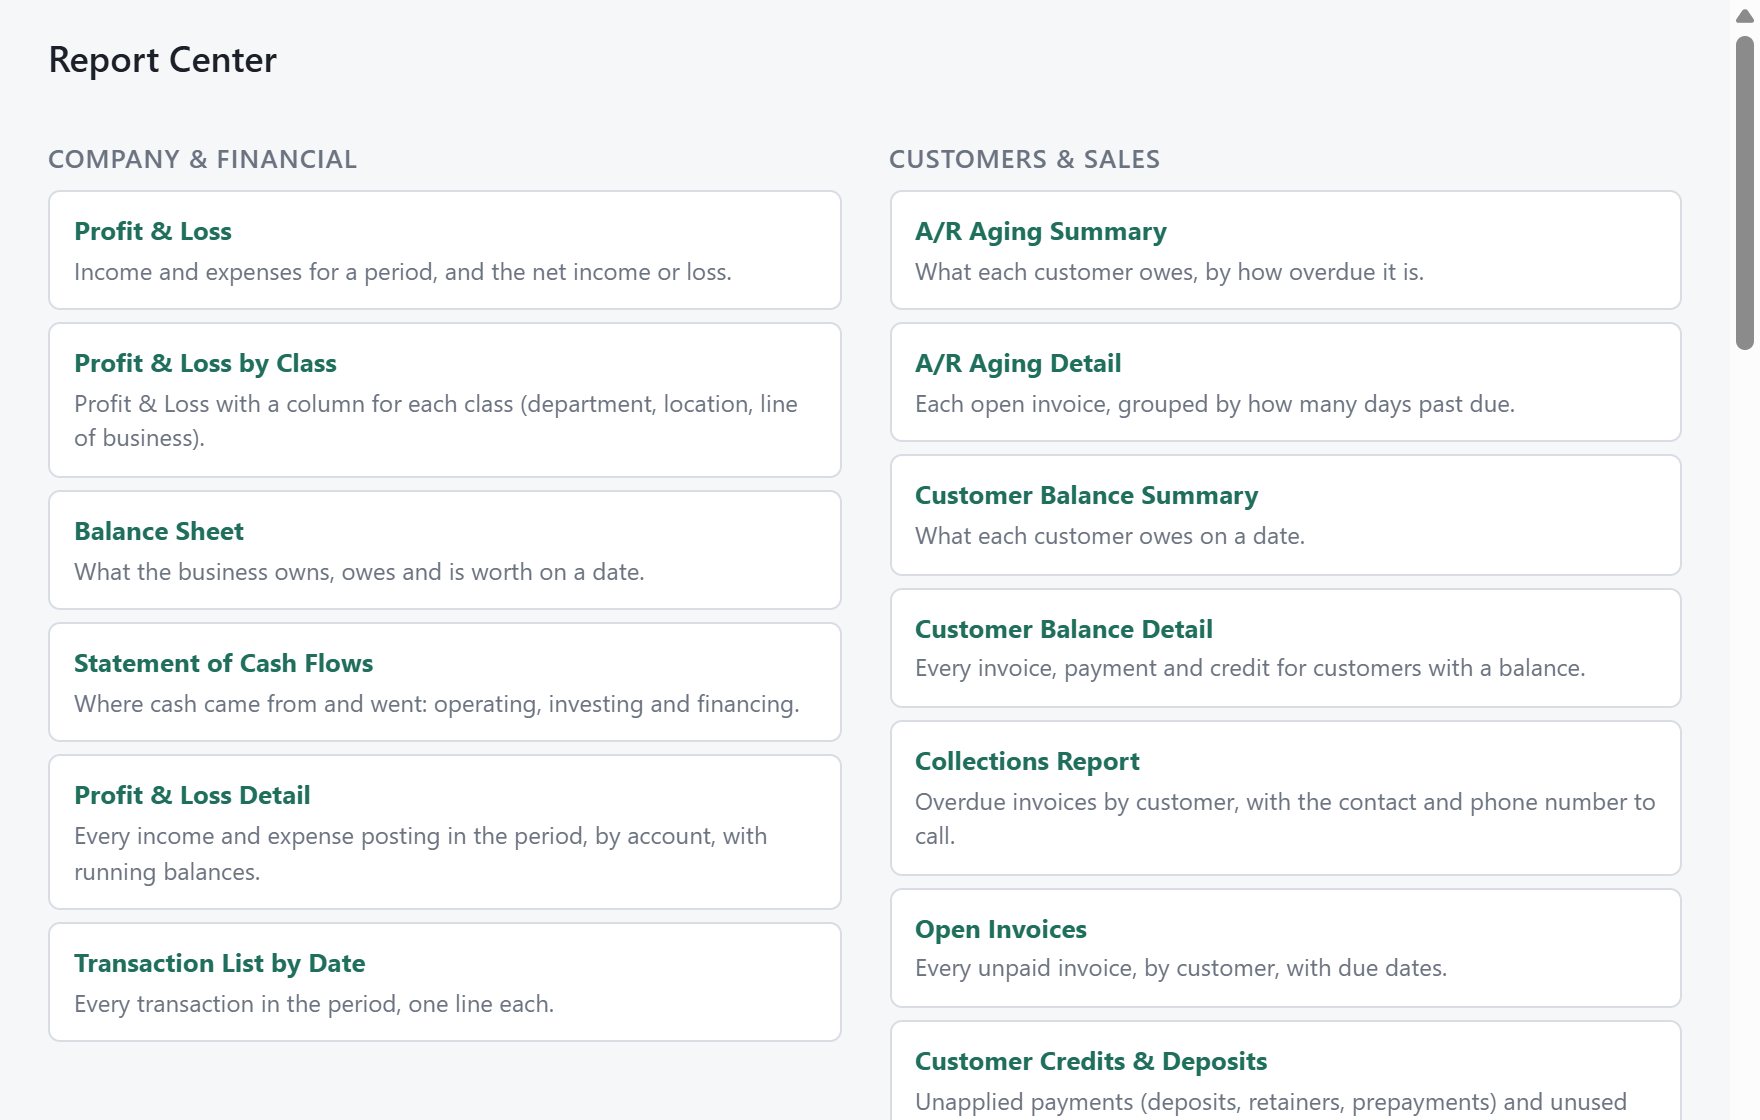 Report Center
COMPANY & FINANCIAL
Profit & Loss
Income and expenses for a period, and the net income or loss.
Profit & Loss by Class
Profit & Loss with a column for each class (department, location, line
of business).
Balance Sheet
What the business owns, owes and is worth on a date.
Statement of Cash Flows
Where cash came from and went: operating, investing and financing.
Profit & Loss Detail
Every income and expense posting in the period, by account, with
running balances.
Transaction List by Date
Every transaction in the period, one line each.
CUSTOMERS & SALES
A/R Aging Summary
What each customer owes, by how overdue it is.
A/R Aging Detail
Each open invoice, grouped by how many days past due.
Customer Balance Summary
What each customer owes on a date.
Customer Balance Detail
Every invoice, payment and credit for customers with a balance.
Collections Report
Overdue invoices by customer, with the contact and phone number to
call.
Open Invoices
Every unpaid invoice, by customer, with due dates.
Customer Credits & Deposits
Unapplied payments (deposits, retainers, prepayments) and unused